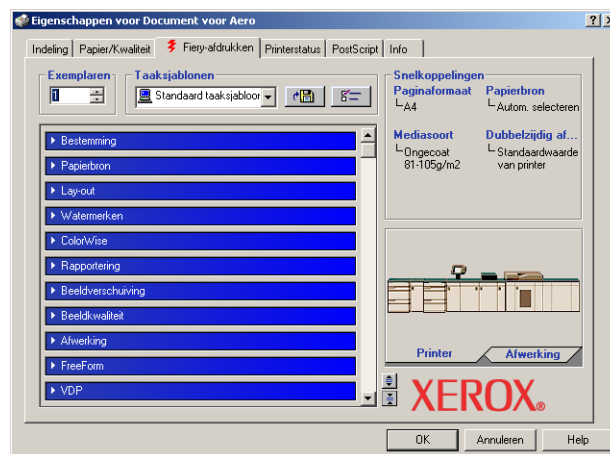 Eigenschappen voor Document voor Aero
Indeling Papier/Kwaliteit Fiery-afdrukken Printerstatus PostScript Info
Exemplaren
1
Taaksjablonen
Standaard taaksjabloor
Bestemming
Papierbron
Lay-out
Watermerken
ColorWise
Rapportering
Beeldverschuiving
Beeldkwaliteit
Afwerking
FreeForm
VDP
Snelkoppelingen
Paginaformaat Papierbron
A4 Autom. selecteren
Mediasoort Dubbelzijdig af...
Ongecoat Standaardwaarde
81-105g/m2 van printer
Printer Afwerking
XEROX®
OK Annuleren Help